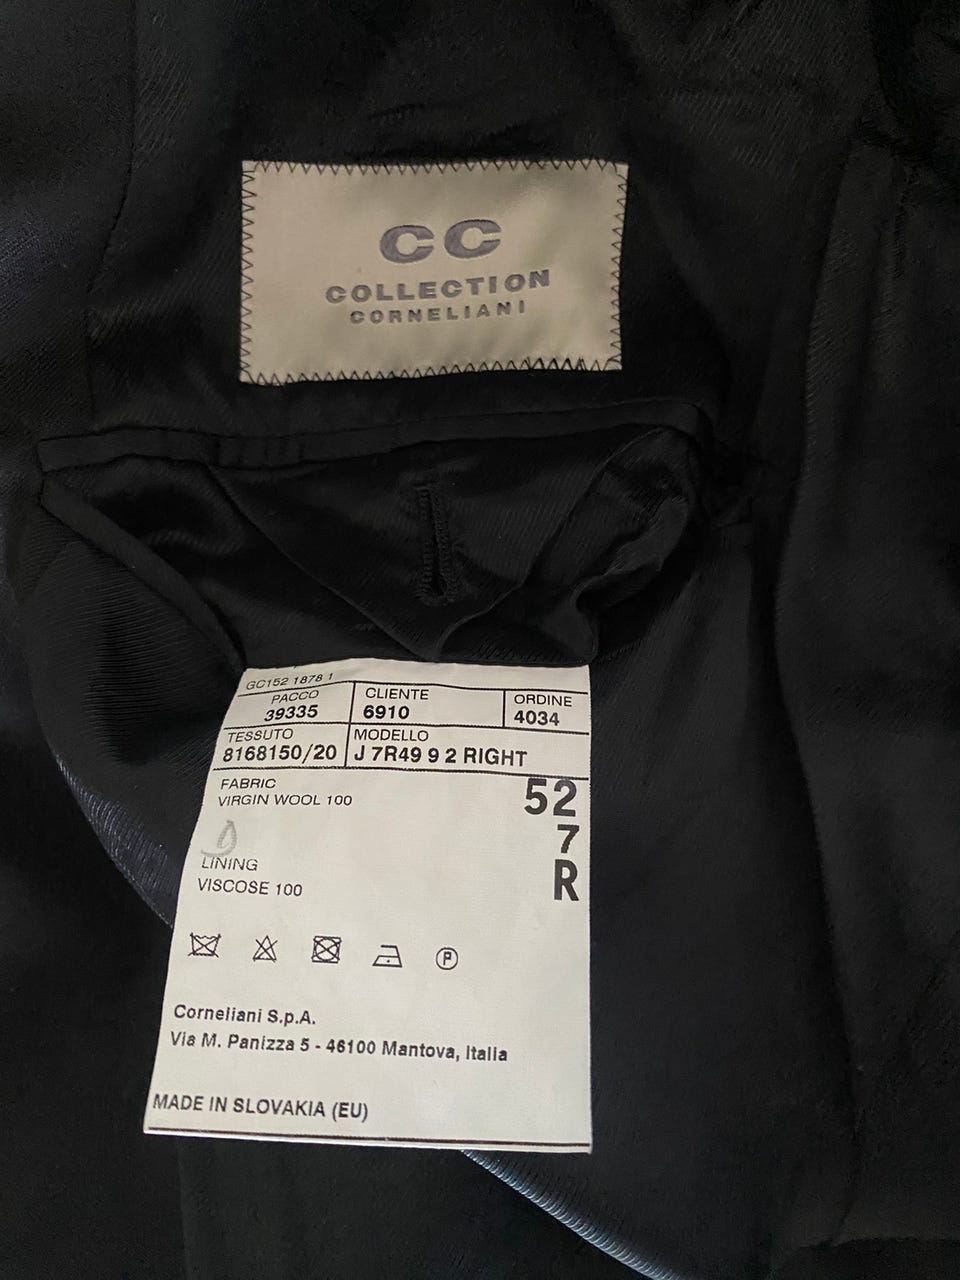 CC
COLLECTION
CORNELIANI
GC152 1878 1
PACCO CLIENTE ORDINE
39335 6910 4034
TESSUTO MODELLO
8168150/20 J 7R49 9 2 RIGHT
FABRIC
VIRGIN WOOL 100
52
7
R
LINING
VISCOSE 100
P
Corneliani S.p.A.
Via M. Panizza 5 - 46100 Mantova, Italia
MADE IN SLOVAKIA (EU)